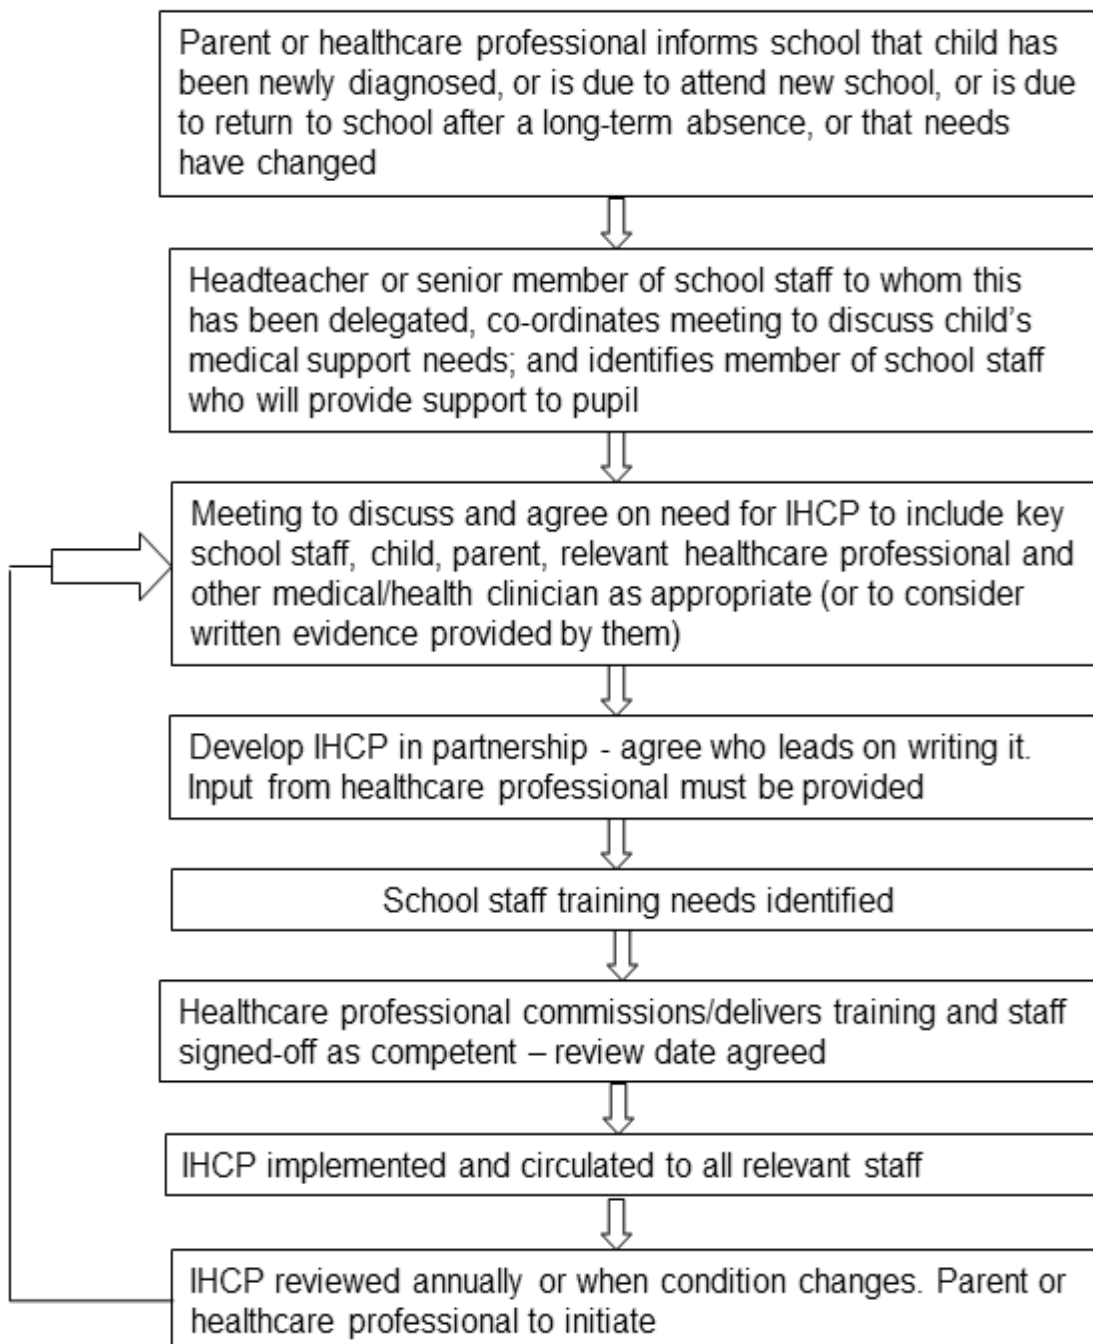 Parent or healthcare professional informs school that child has
been newly diagnosed, or is due to attend new school, or is due
to return to school after a long-term absence, or that needs
have changed
Headteacher or senior member of school staff to whom this
has been delegated, co-ordinates meeting to discuss child’s
medical support needs; and identifies member of school staff
who will provide support to pupil
Meeting to discuss and agree on need for IHCP to include key
school staff, child, parent, relevant healthcare professional and
other medical/health clinician as appropriate (or to consider
written evidence provided by them)
Develop IHCP in partnership - agree who leads on writing it.
Input from healthcare professional must be provided
School staff training needs identified
Healthcare professional commissions/delivers training and staff
signed-off as competent – review date agreed
IHCP implemented and circulated to all relevant staff
IHCP reviewed annually or when condition changes. Parent or
healthcare professional to initiate